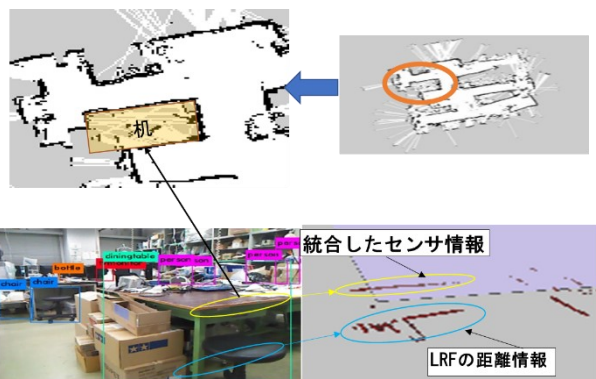 机
統合したセンサ情報
LRFの距離情報
bottle
diningtable
person
person
chair
chair